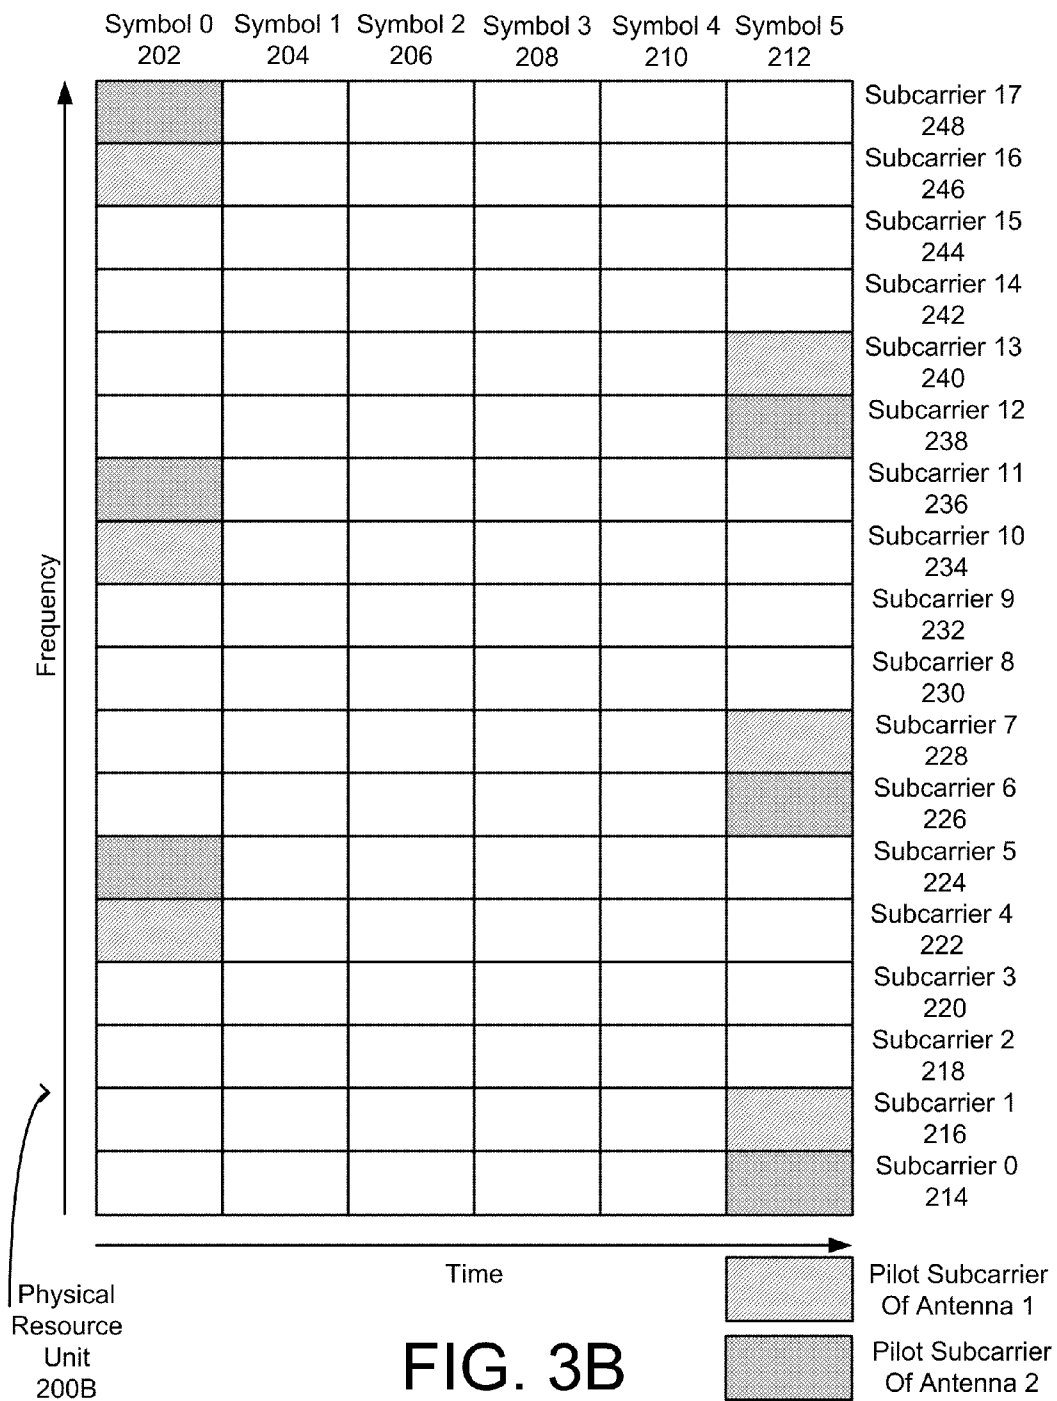 Symbol 0 Symbol 1 Symbol 2 Symbol 3 Symbol 4 Symbol 5
202 204 206 208 210 212
Subcarrier 17
248
Subcarrier 16
246
Subcarrier 15
244
Subcarrier 14
242
Subcarrier 13
240
Subcarrier 12
238
Subcarrier 11
236
Subcarrier 10
234
Subcarrier 9
232
Subcarrier 8
230
Subcarrier 7
228
Subcarrier 6
226
Subcarrier 5
224
Subcarrier 4
222
Subcarrier 3
220
Subcarrier 2
218
Subcarrier 1
216
Subcarrier 0
214
Frequency
Time
Physical
Resource
Unit
200B
Pilot Subcarrier
Of Antenna 1
Pilot Subcarrier
Of Antenna 2
FIG. 3B